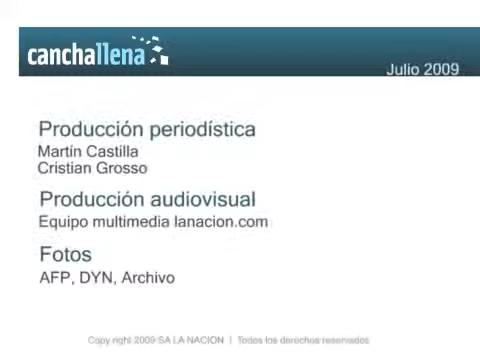 canchallena
Julio 2009
Producción periodística
Martín Castilla
Cristian Grosso
Producción audiovisual
Equipo multimedia lanacion.com
Fotos
AFP, DYN, Archivo
Copy right 2009 SA LA NACION | Todos los derechos reservados